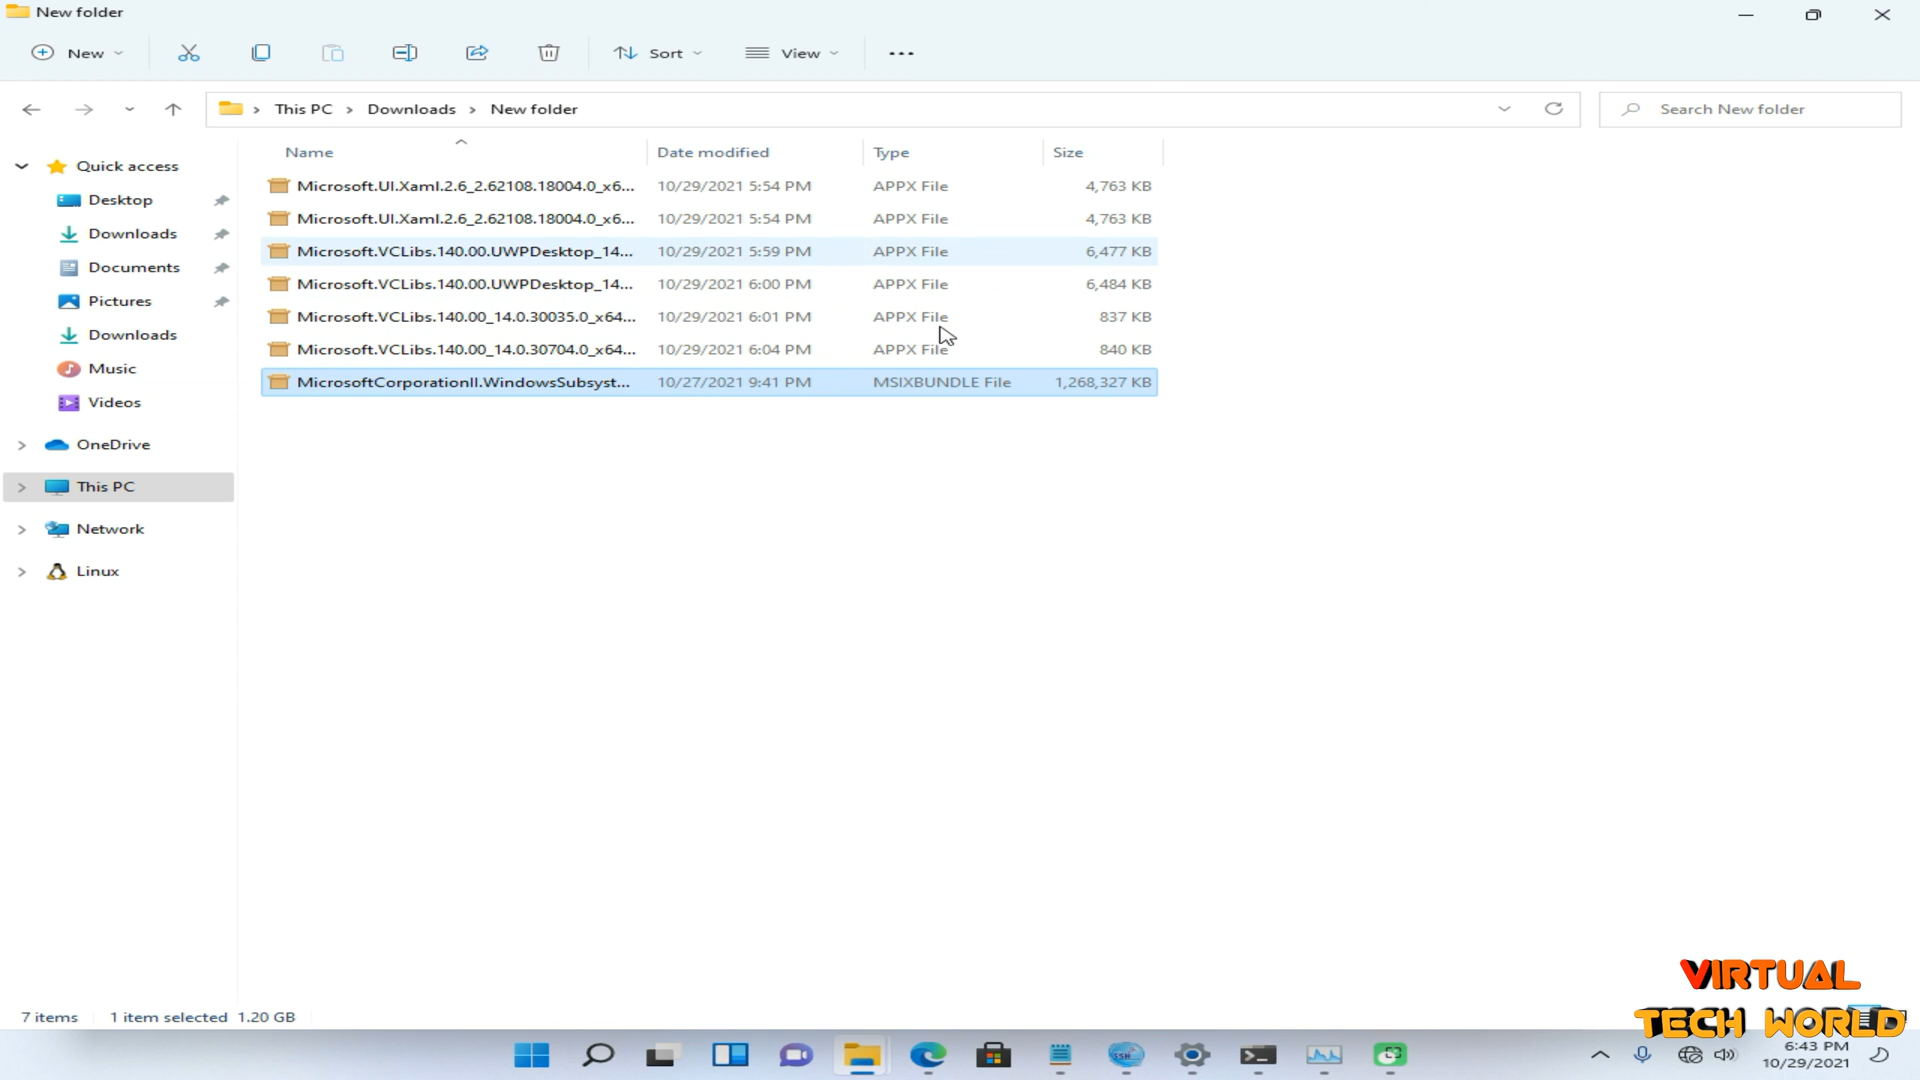 New folder
New
Sort
View
This PC > Downloads > New folder
Search New folder
Name Date modified Type Size
Microsoft.UI.Xaml.2.6_2.62108.18004.0_x6... 10/29/2021 5:54 PM APPX File 4,763 KB
Microsoft.UI.Xaml.2.6_2.62108.18004.0_x6... 10/29/2021 5:54 PM APPX File 4,763 KB
Microsoft.VCLibs.140.00.UWPDesktop_14... 10/29/2021 5:59 PM APPX File 6,477 KB
Microsoft.VCLibs.140.00.UWPDesktop_14... 10/29/2021 6:00 PM APPX File 6,484 KB
Microsoft.VCLibs.140.00_14.0.30035.0_x64... 10/29/2021 6:01 PM APPX File 837 KB
Microsoft.VCLibs.140.00_14.0.30704.0_x64... 10/29/2021 6:04 PM APPX File 840 KB
MicrosoftCorporationII.WindowsSubsyst... 10/27/2021 9:41 PM MSIXBUNDLE File 1,268,327 KB
Quick access
Desktop
Downloads
Documents
Pictures
Downloads
Music
Videos
OneDrive
This PC
Network
Linux
7 items 1 item selected 1.20 GB
VIRTUAL
TECH WORLD
SSH
6:43 PM
10/29/2021